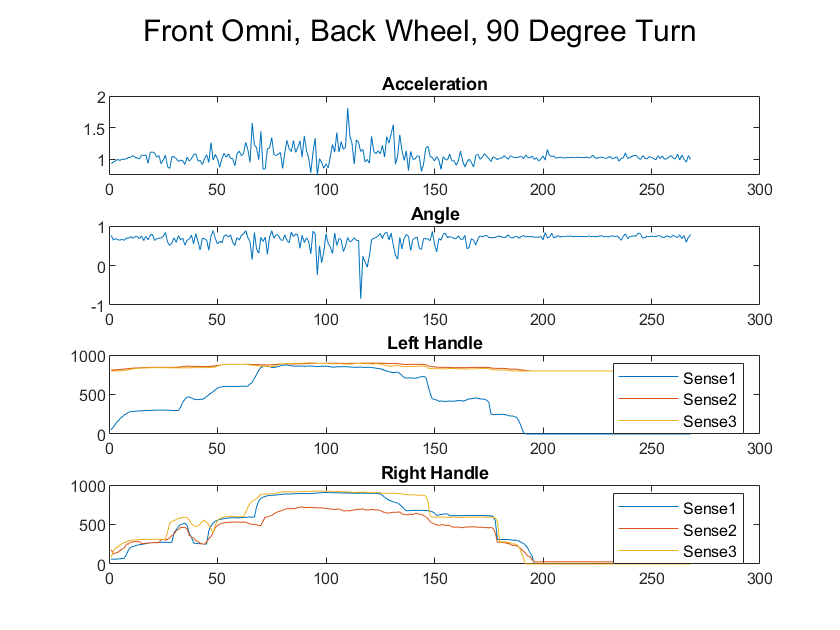 Front Omni, Back Wheel, 90 Degree Turn
Acceleration
2
1.5
1
0 50 100 150 200 250 300
Angle
1
0
-1
0 50 100 150 200 250 300
Left Handle
1000
500
0
Sense1
Sense2
Sense3
0 50 100 150 200 250 300
Right Handle
1000
500
0
Sense1
Sense2
Sense3
0 50 100 150 200 250 300